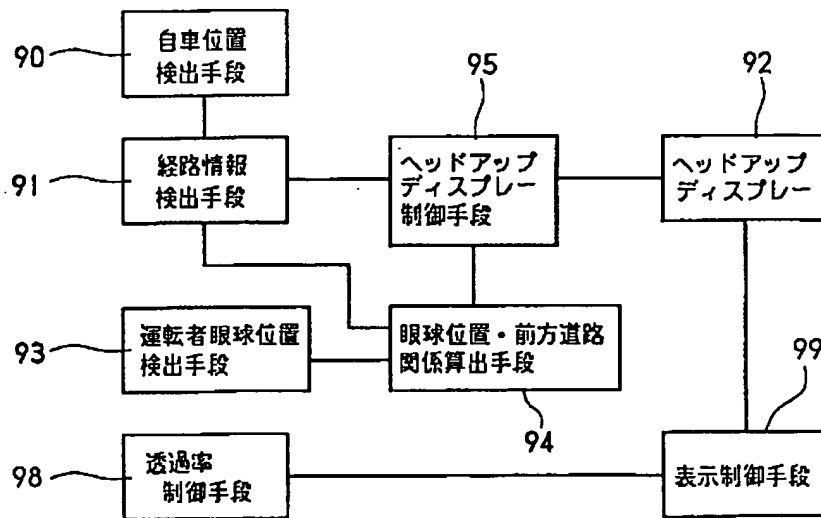 90
自車位置
検出手段
91
経路情報
検出手段
95
ヘッドアップ
ディスプレー
制御手段
92
ヘッドアップ
ディスプレー
93
運転者眼球位置
検出手段
眼球位置・前方道路
関係算出手段
94
98
透過率
制御手段
99
表示制御手段